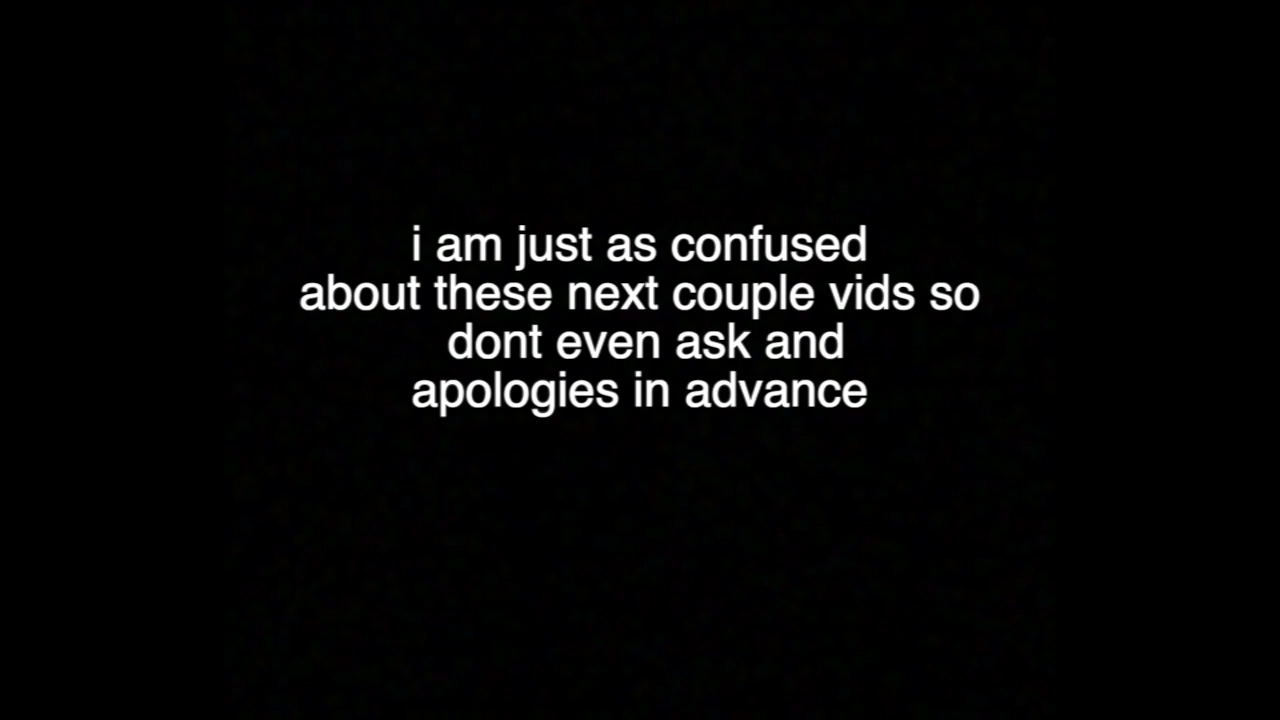 i am just as confused
about these next couple vids so
dont even ask and
apologies in advance